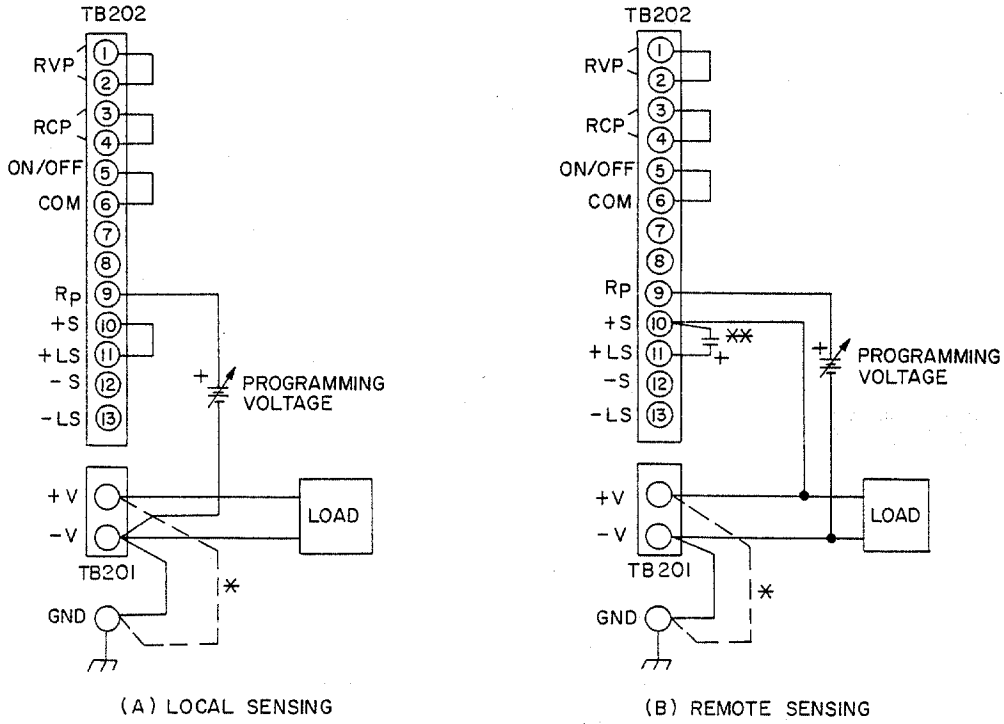 TB202
RVP
1
2
RCP
3
4
ON/OFF 5
COM 6
7
8
Rp 9
+S 10
+LS 11
-S 12
-LS 13
+
PROGRAMMING
VOLTAGE
+V
-V
LOAD
TB201
*
GND
(A) LOCAL SENSING
TB202
RVP
1
2
RCP
3
4
ON/OFF 5
COM 6
7
8
Rp 9
+S 10
**
+LS 11
+
-S 12
-LS 13
+
PROGRAMMING
VOLTAGE
+V
-V
LOAD
TB201
*
GND
(B) REMOTE SENSING